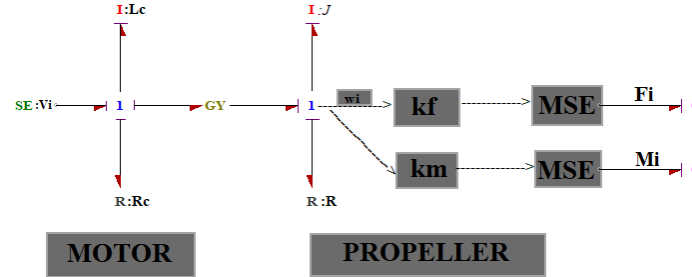 I:Lc I:J
SE:Vi 1 GY 1 wi kf MSE Fi
km MSE Mi
R:Rc R:R
MOTOR PROPELLER